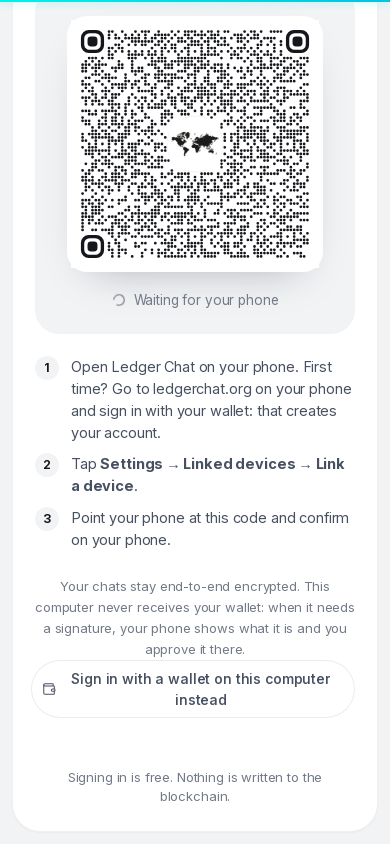 Waiting for your phone
1 Open Ledger Chat on your phone. First
time? Go to ledgerchat.org on your phone
and sign in with your wallet: that creates
your account.
2 Tap Settings → Linked devices → Link
a device.
3 Point your phone at this code and confirm
on your phone.
Your chats stay end-to-end encrypted. This
computer never receives your wallet: when it needs
a signature, your phone shows what it is and you
approve it there.
Sign in with a wallet on this computer
instead
Signing in is free. Nothing is written to the
blockchain.